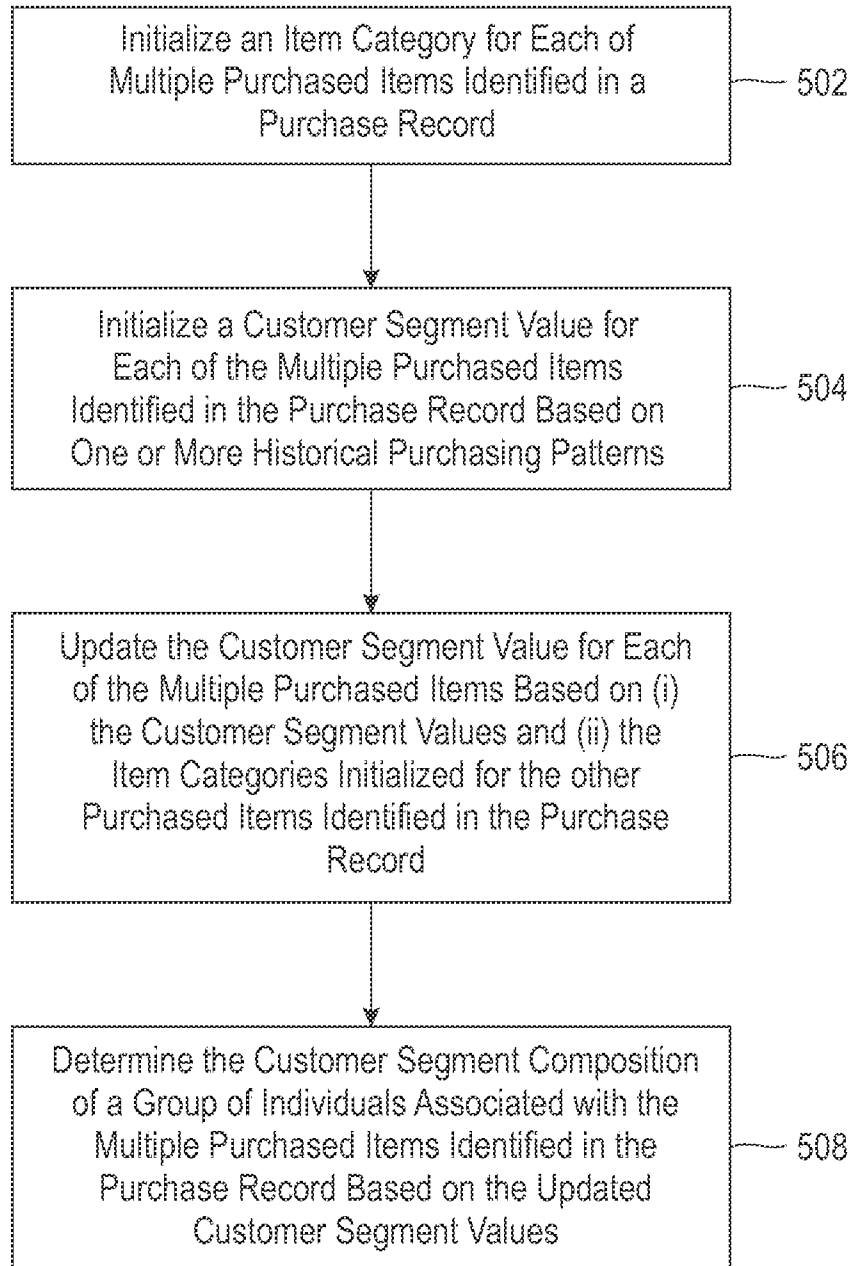 Initialize an Item Category for Each of
Multiple Purchased Items Identified in a
Purchase Record
502
Initialize a Customer Segment Value for
Each of the Multiple Purchased Items
Identified in the Purchase Record Based on
One or More Historical Purchasing Patterns
504
Update the Customer Segment Value for Each
of the Multiple Purchased Items Based on (i)
the Customer Segment Values and (ii) the
Item Categories Initialized for the other
Purchased Items Identified in the Purchase
Record
506
Determine the Customer Segment Composition
of a Group of Individuals Associated with the
Multiple Purchased Items Identified in the
Purchase Record Based on the Updated
Customer Segment Values
508